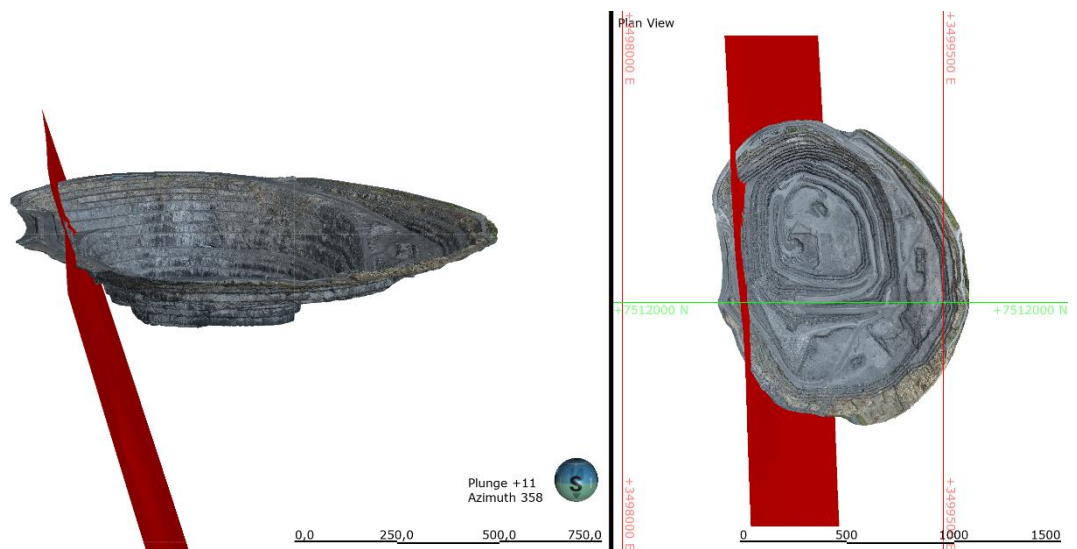 Plan View
+3498000 E
+3499500 E
+7512000 N
+7512000 N
+3498000 E
+3499500 E
S
Plunge +11
Azimuth 358
0,0 250,0 500,0 750,0
0 500 1000 1500